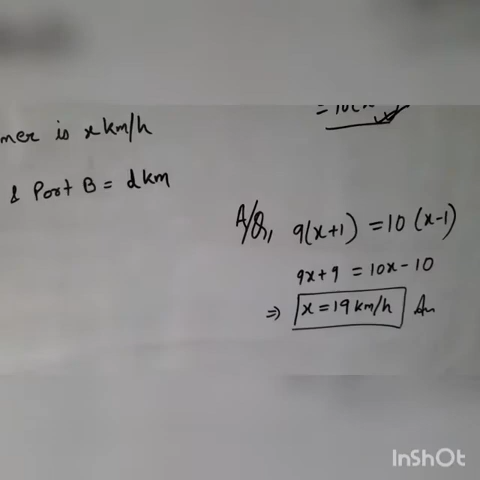 mer is x km/h
& Port B = d km
A/Q, 9(x+1) = 10(x-1)
9x+9 = 10x-10
⇒ x = 19 km/h Ans
InShOt